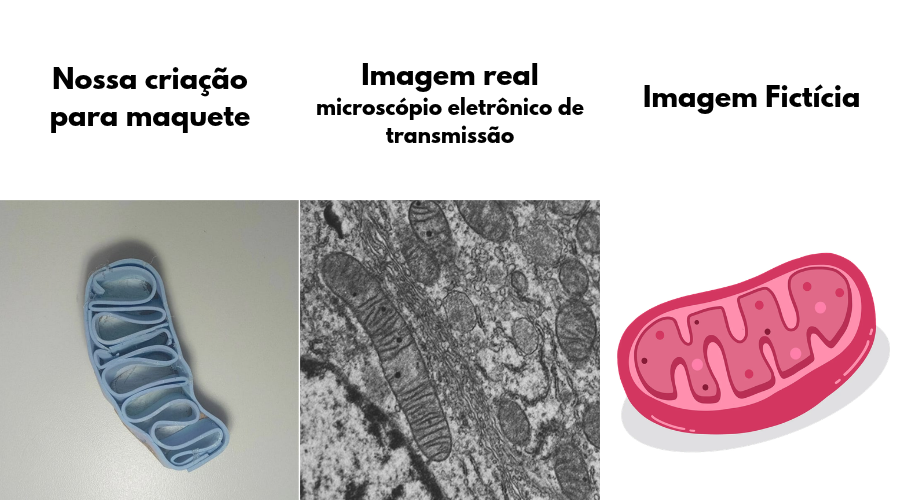 Nossa criação
para maquete
Imagem real
microscópio eletrônico de
transmissão
Imagem Fictícia